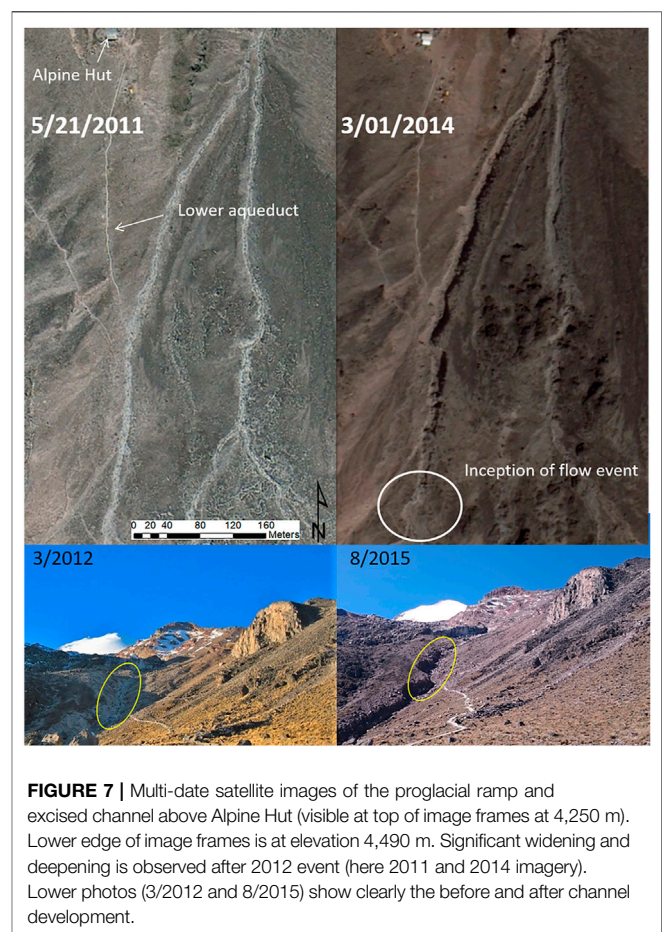 Alpine Hut
5/21/2011
3/01/2014
Lower aqueduct
Inception of flow event
0 20 40 80 120 160
Meters
N
3/2012
8/2015
FIGURE 7 | Multi-date satellite images of the proglacial ramp and
excised channel above Alpine Hut (visible at top of image frames at 4,250 m).
Lower edge of image frames is at elevation 4,490 m. Significant widening and
deepening is observed after 2012 event (here 2011 and 2014 imagery).
Lower photos (3/2012 and 8/2015) show clearly the before and after channel
development.